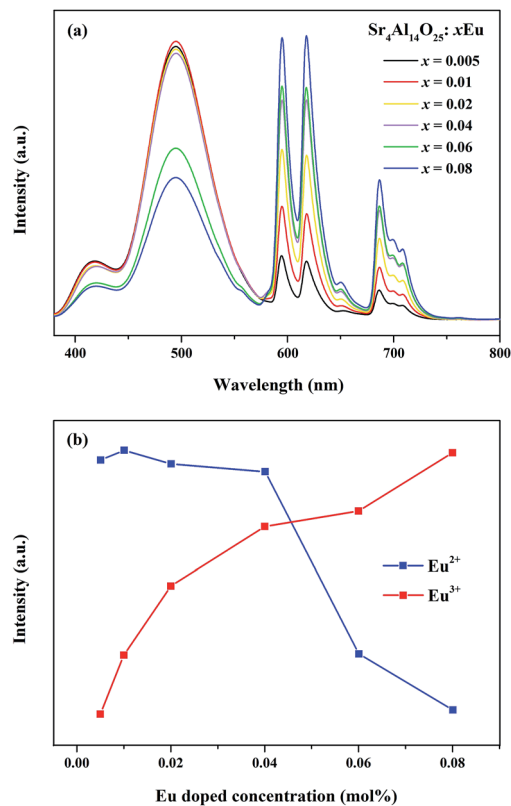 (a)
Sr₄Al₁₄O₂₅: xEu
x = 0.005
x = 0.01
x = 0.02
x = 0.04
x = 0.06
x = 0.08
Intensity (a.u.)
400 500 600 700 800
Wavelength (nm)
(b)
Intensity (a.u.)
Eu²⁺
Eu³⁺
0.00 0.02 0.04 0.06 0.08
Eu doped concentration (mol%)